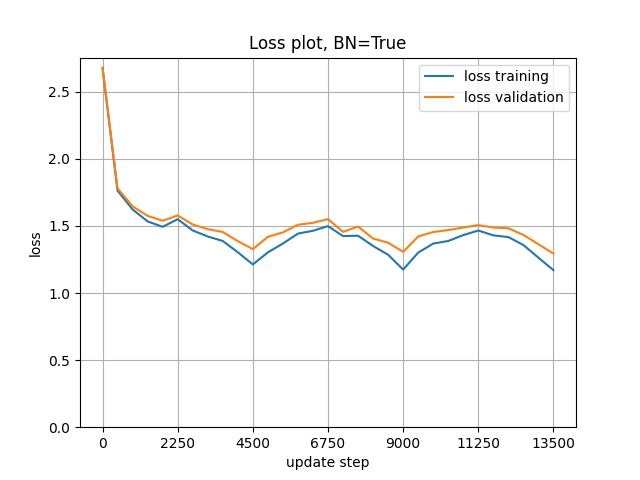 Loss plot, BN=True
loss training
loss validation
2.5
2.0
1.5
1.0
0.5
0.0
loss
0 2250 4500 6750 9000 11250 13500
update step